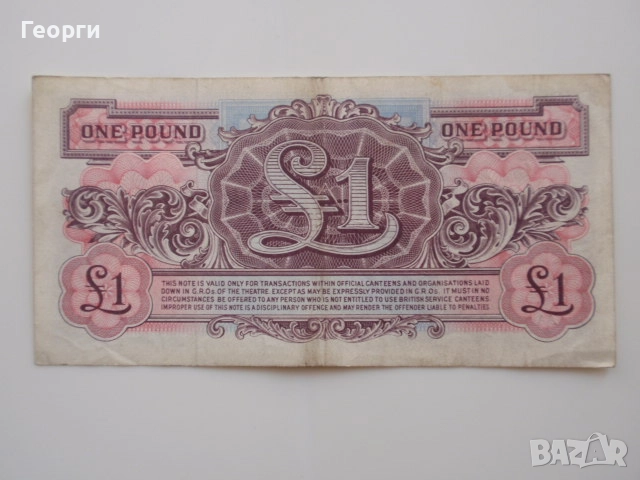 Георги
ONE POUND ONE POUND
£1
THIS NOTE IS VALID ONLY FOR TRANSACTIONS WITHIN OFFICIAL CANTEENS AND ORGANISATIONS LAID
DOWN IN G.R.Os. OF THE THEATRE. EXCEPT AS MAY BE EXPRESSLY PROVIDED IN G.R.Os. IT MUST IN NO
CIRCUMSTANCES BE OFFERED TO ANY PERSON WHO IS NOT ENTITLED TO USE BRITISH SERVICE CANTEENS
IMPROPER USE OF THIS NOTE IS A DISCIPLINARY OFFENCE AND MAY RENDER THE OFFENDER LIABLE TO PENALTIES
£1 £1
BAZAR